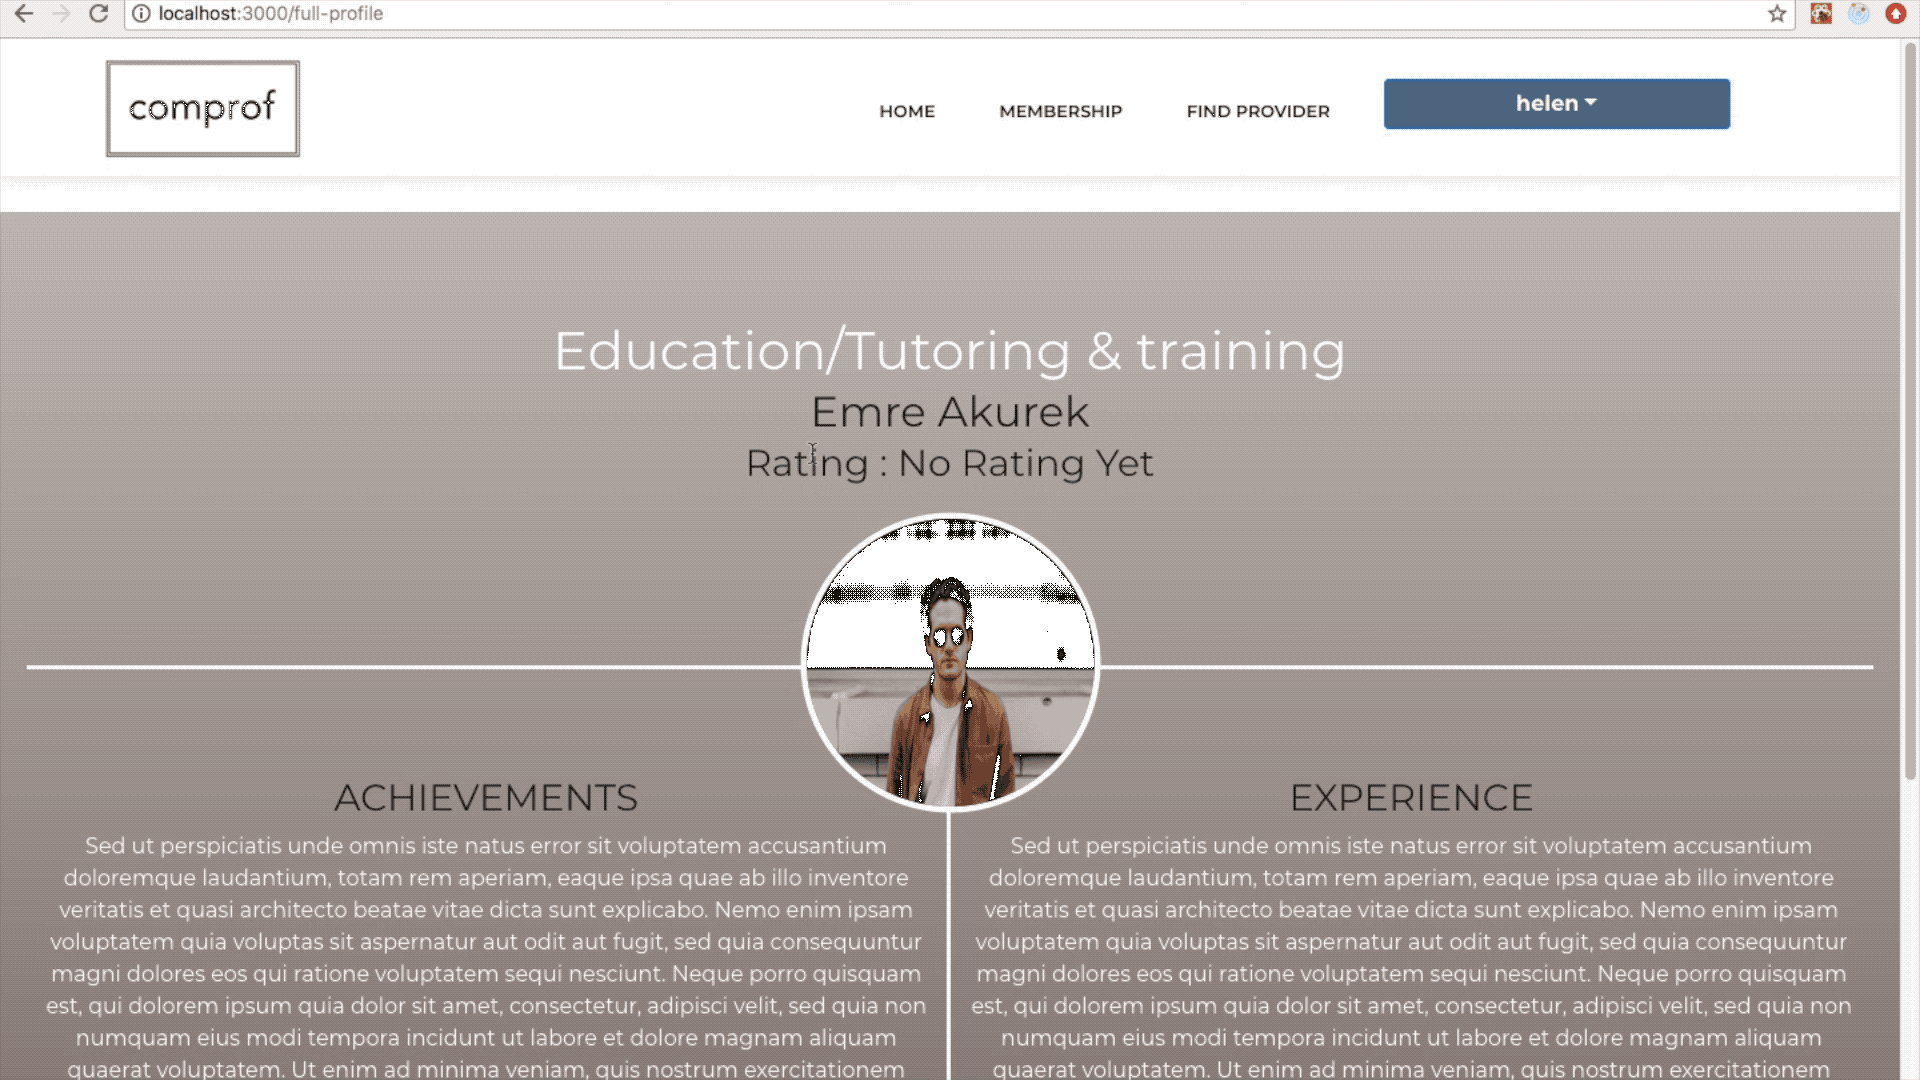 localhost:3000/full-profile
comprof
HOME
MEMBERSHIP
FIND PROVIDER
helen
Education/Tutoring & training
Emre Akurek
Rating : No Rating Yet
ACHIEVEMENTS
Sed ut perspiciatis unde omnis iste natus error sit voluptatem accusantium
doloremque laudantium, totam rem aperiam, eaque ipsa quae ab illo inventore
veritatis et quasi architecto beatae vitae dicta sunt explicabo. Nemo enim ipsam
voluptatem quia voluptas sit aspernatur aut odit aut fugit, sed quia consequuntur
magni dolores eos qui ratione voluptatem sequi nesciunt. Neque porro quisquam
est, qui dolorem ipsum quia dolor sit amet, consectetur, adipisci velit, sed quia non
numquam eius modi tempora incidunt ut labore et dolore magnam aliquam
quaerat voluptatem. Ut enim ad minima veniam, quis nostrum exercitationem
EXPERIENCE
Sed ut perspiciatis unde omnis iste natus error sit voluptatem accusantium
doloremque laudantium, totam rem aperiam, eaque ipsa quae ab illo inventore
veritatis et quasi architecto beatae vitae dicta sunt explicabo. Nemo enim ipsam
voluptatem quia voluptas sit aspernatur aut odit aut fugit, sed quia consequuntur
magni dolores eos qui ratione voluptatem sequi nesciunt. Neque porro quisquam
est, qui dolorem ipsum quia dolor sit amet, consectetur, adipisci velit, sed quia non
numquam eius modi tempora incidunt ut labore et dolore magnam aliquam
quaerat voluptatem. Ut enim ad minima veniam, quis nostrum exercitationem